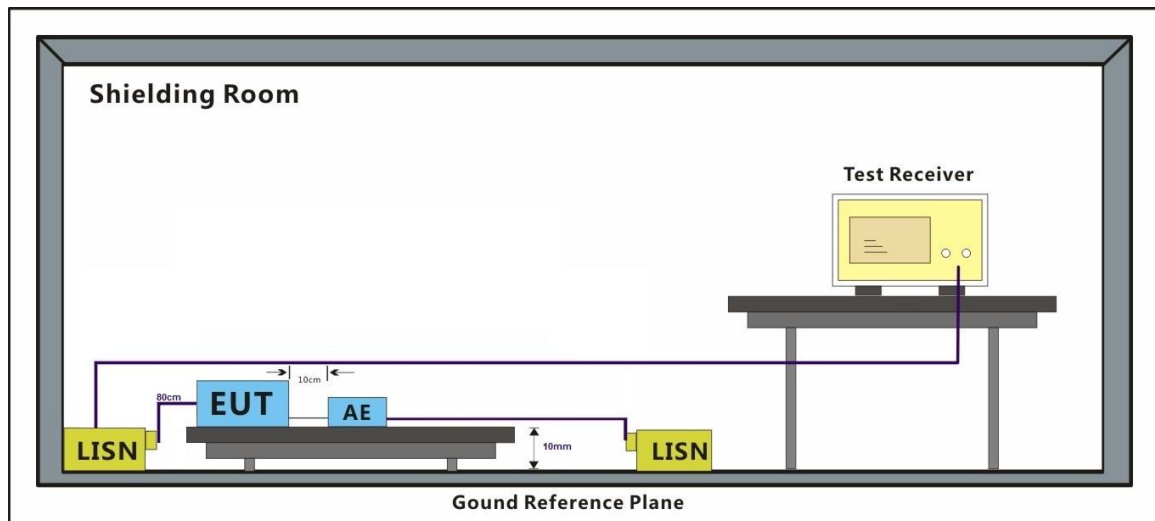 Shielding Room
Test Receiver
10cm
80cm
EUT
AE
LISN
10mm
LISN
Gound Reference Plane